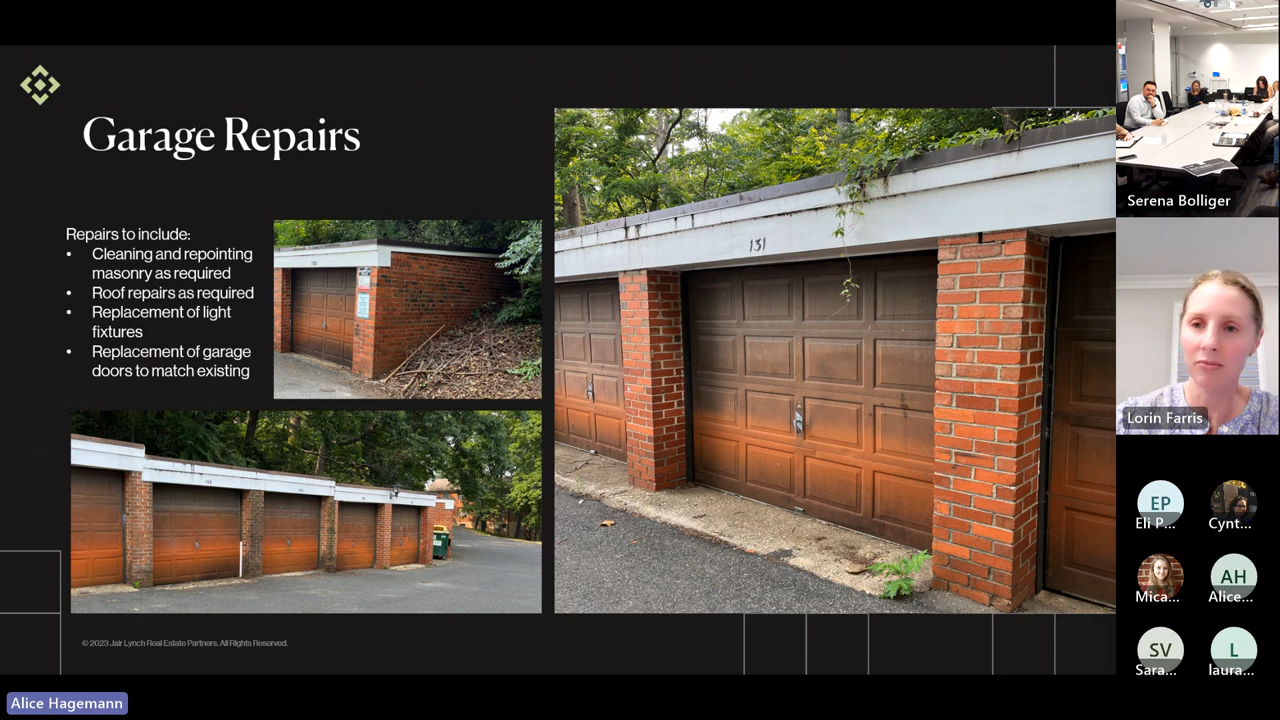 Garage Repairs
Repairs to include:
• Cleaning and repointing
masonry as required
• Roof repairs as required
• Replacement of light
fixtures
• Replacement of garage
doors to match existing
131
© 2023 Jair Lynch Real Estate Partners. All Rights Reserved.
Alice Hagemann
Serena Bolliger
Lorin Farris
EP
Eli P...
Cynt...
Mica...
AH
Alice...
SV
Sara...
L
laura...